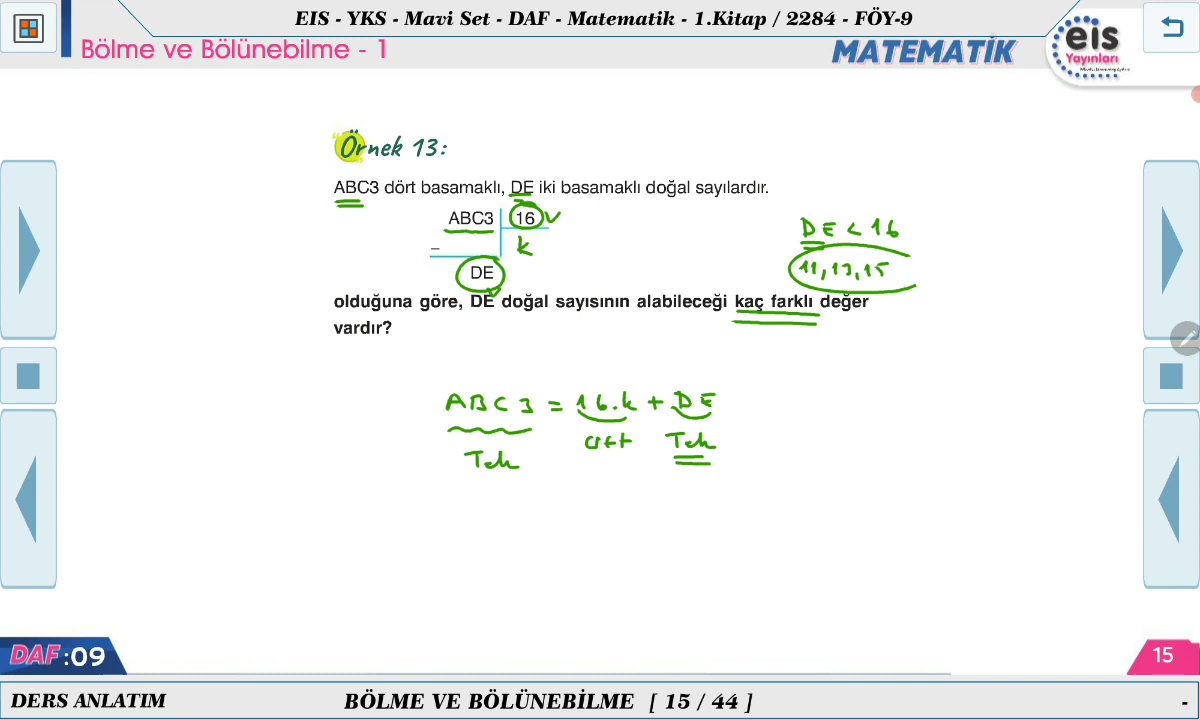 EIS - YKS - Mavi Set - DAF - Matematik - 1.Kitap / 2284 - FÖY-9
Bölme ve Bölünebilme - 1
MATEMATİK
eis
Yayınları
Örnek 13:
ABC3 dört basamaklı, DE iki basamaklı doğal sayılardır.
ABC3 16
k
–
DE
DE < 16
11, 13, 15
olduğuna göre, DE doğal sayısının alabileceği kaç farklı değer
vardır?
ABC3 = 16.k + DE
Çift Tek
Tek
DAF :09
15
DERS ANLATIM
BÖLME VE BÖLÜNEBİLME [ 15 / 44 ]
-